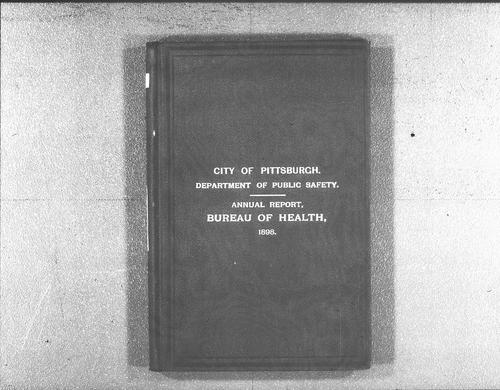 CITY OF PITTSBURGH.
DEPARTMENT OF PUBLIC SAFETY.
ANNUAL REPORT,
BUREAU OF HEALTH,
1898.